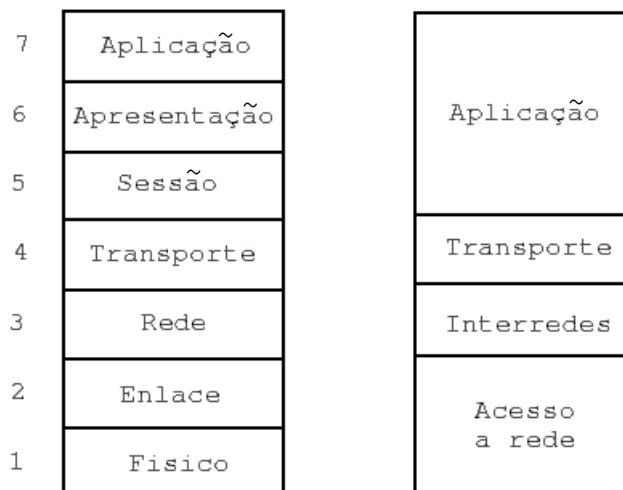 7 Aplicação
6 Apresentação
5 Sessão
4 Transporte
3 Rede
2 Enlace
1 Fisico
Aplicação
Transporte
Interredes
Acesso
a rede